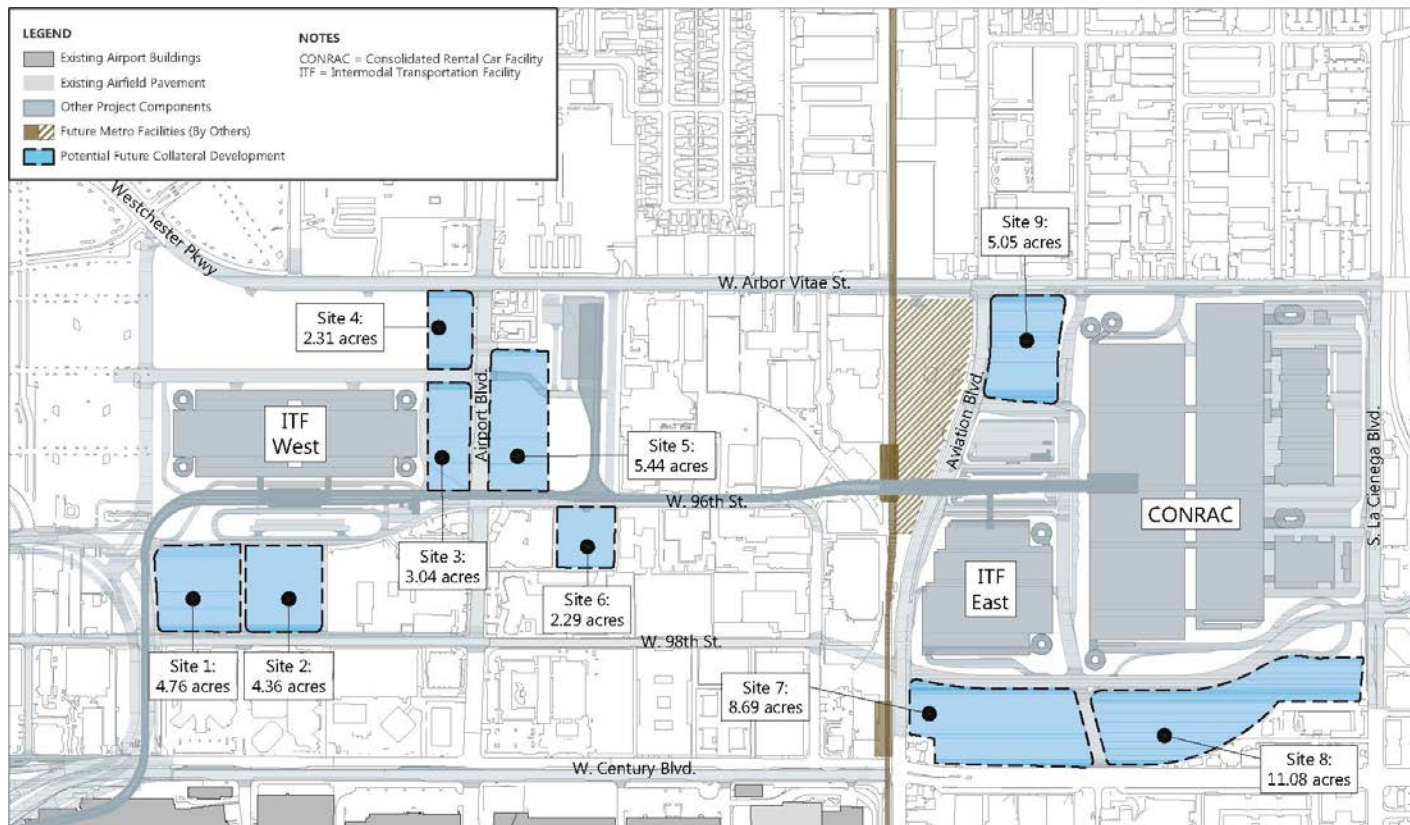 LEGEND
Existing Airport Buildings
Existing Airfield Pavement
Other Project Components
Future Metro Facilities (By Others)
Potential Future Collateral Development
NOTES
CONRAC = Consolidated Rental Car Facility
ITF = Intermodal Transportation Facility
Westchester Pkwy
Site 9:
5.05 acres
W. Arbor Vitae St.
Site 4:
2.31 acres
Airport Blvd.
Aviation Blvd.
S. La Cienega Blvd.
ITF
West
Site 5:
5.44 acres
W. 96th St.
CONRAC
Site 3:
3.04 acres
Site 6:
2.29 acres
ITF
East
W. 98th St.
Site 1:
4.76 acres
Site 2:
4.36 acres
Site 7:
8.69 acres
W. Century Blvd.
Site 8:
11.08 acres